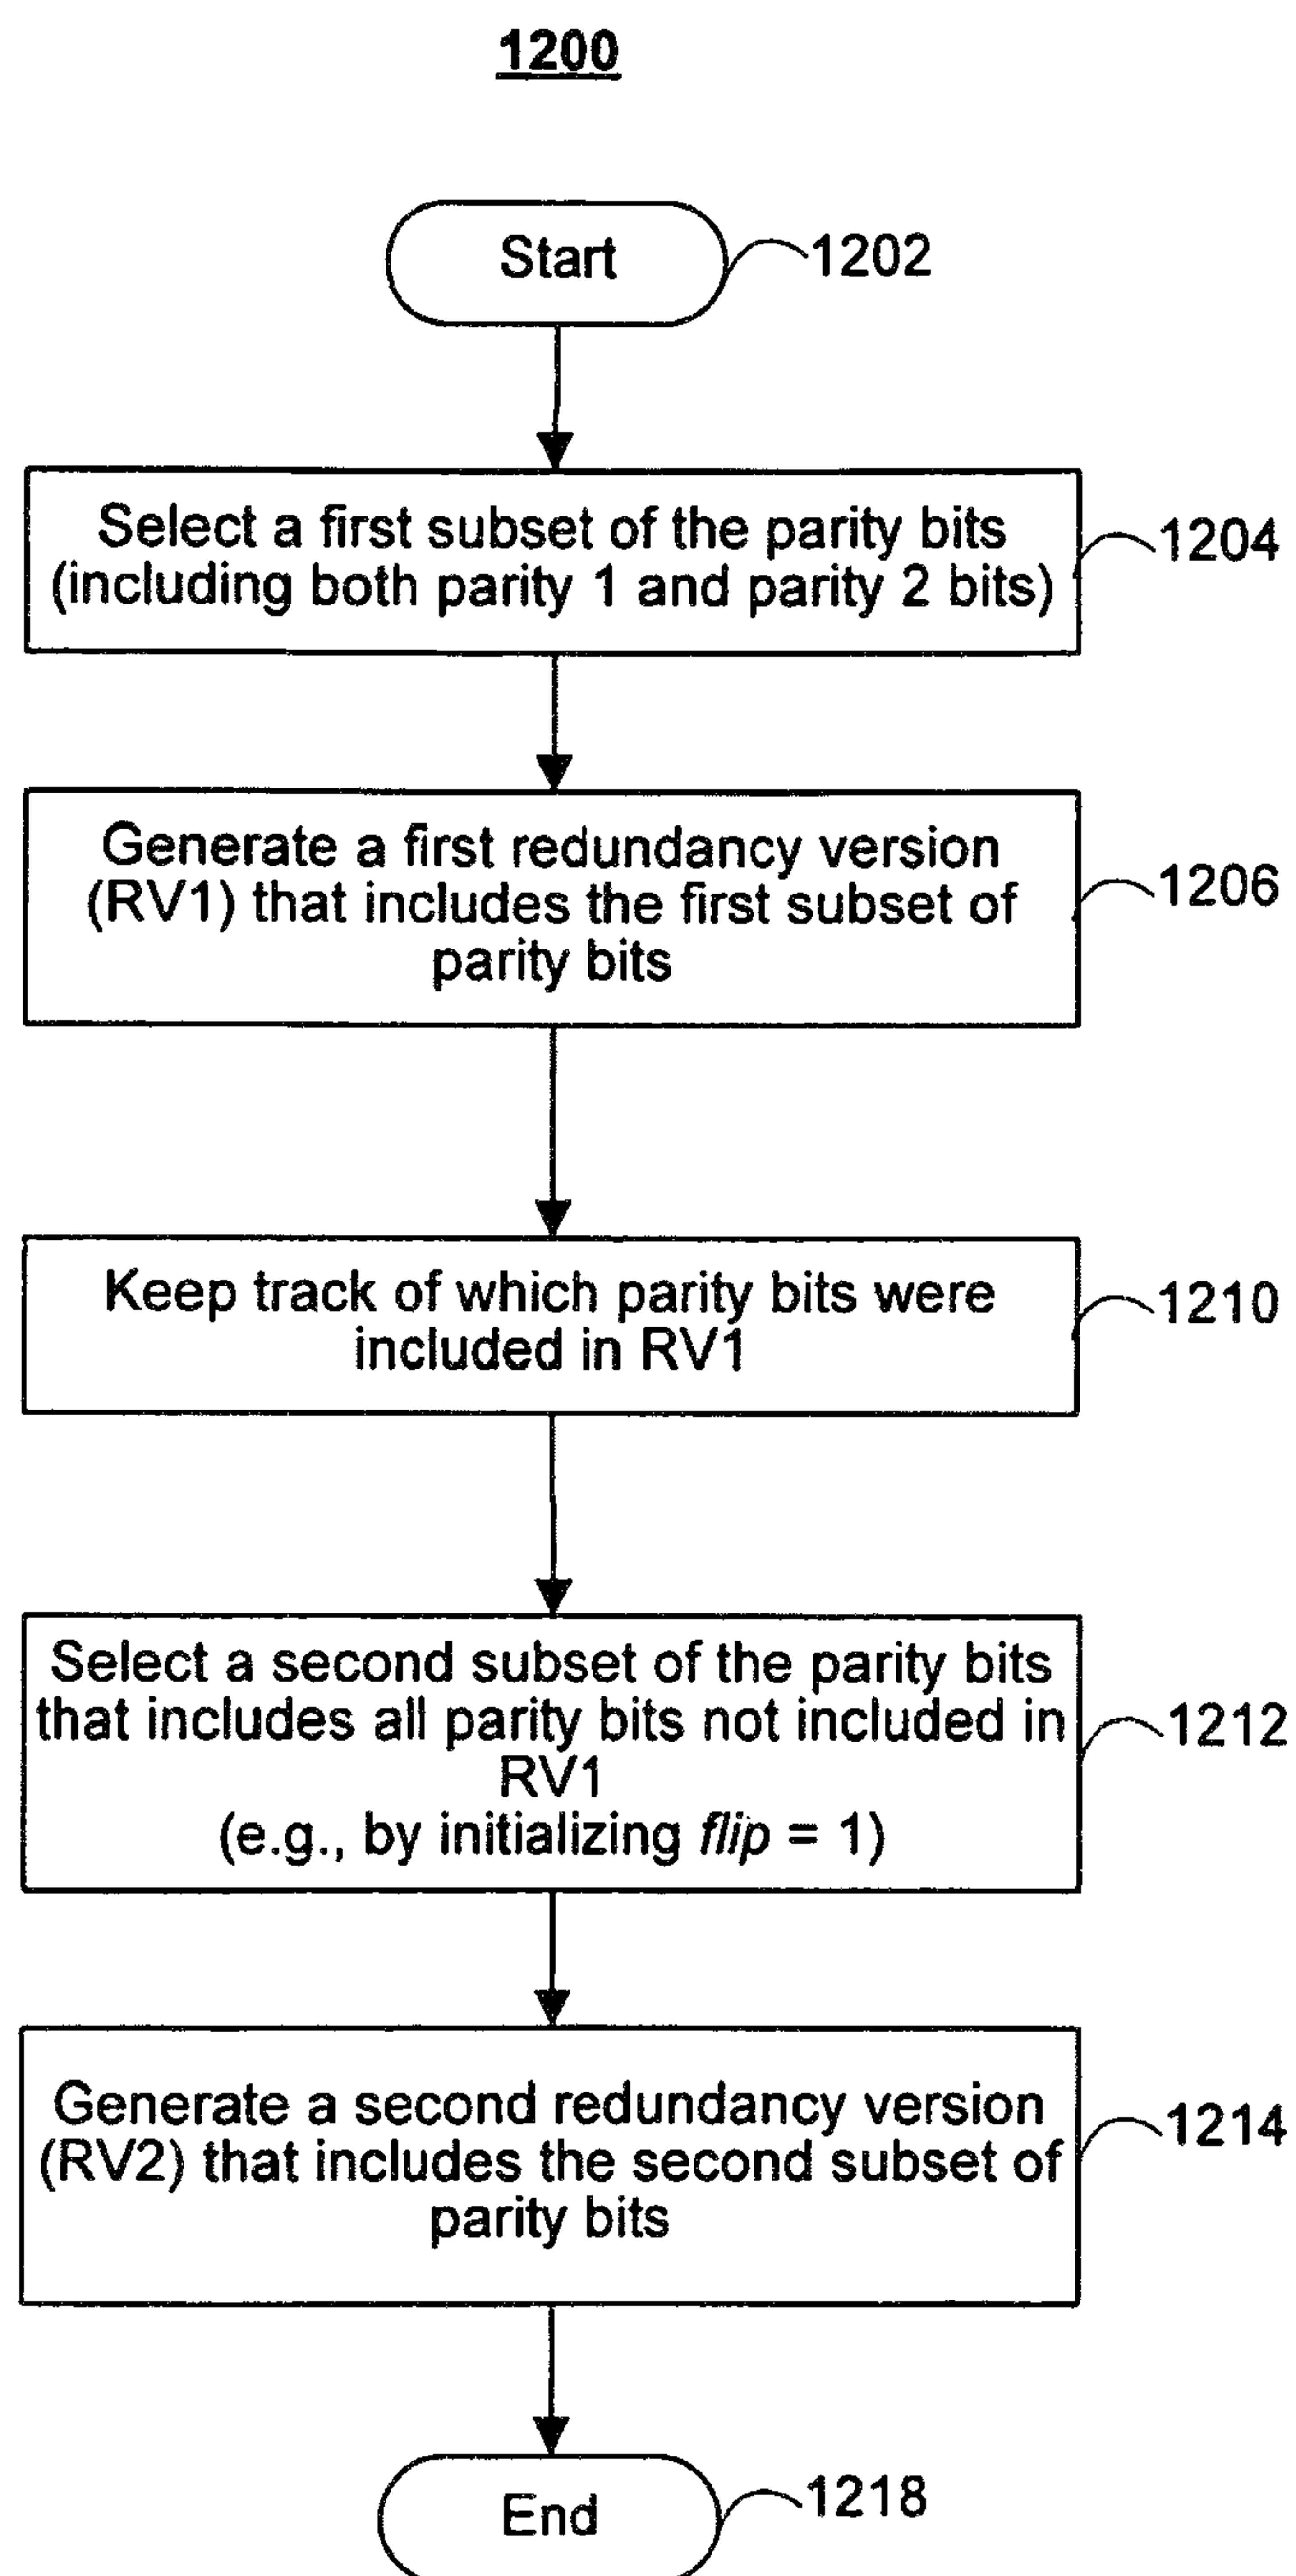 1200
Start
1202
Select a first subset of the parity bits
(including both parity 1 and parity 2 bits)
1204
Generate a first redundancy version
(RV1) that includes the first subset of
parity bits
1206
Keep track of which parity bits were
included in RV1
1210
Select a second subset of the parity bits
that includes all parity bits not included in
RV1
(e.g., by initializing flip = 1)
1212
Generate a second redundancy version
(RV2) that includes the second subset of
parity bits
1214
End
1218